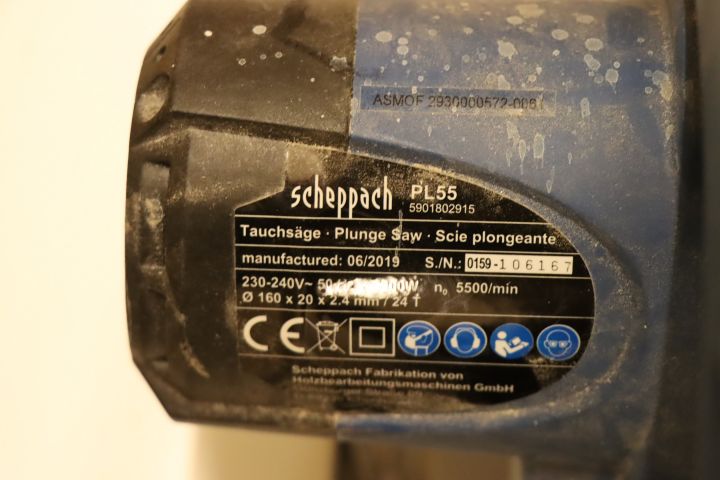 ASMOF 2930000572-006
scheppach PL55
5901802915
Tauchsäge · Plunge Saw · Scie plongeante
manufactured: 06/2019 S./N.: 0159-106167
230-240V~ n₀ 5500/min
Ø 160 x 20 x 2.4 mm / 24 T
CE
Scheppach Fabrikation von
Holzbearbeitungsmaschinen GmbH